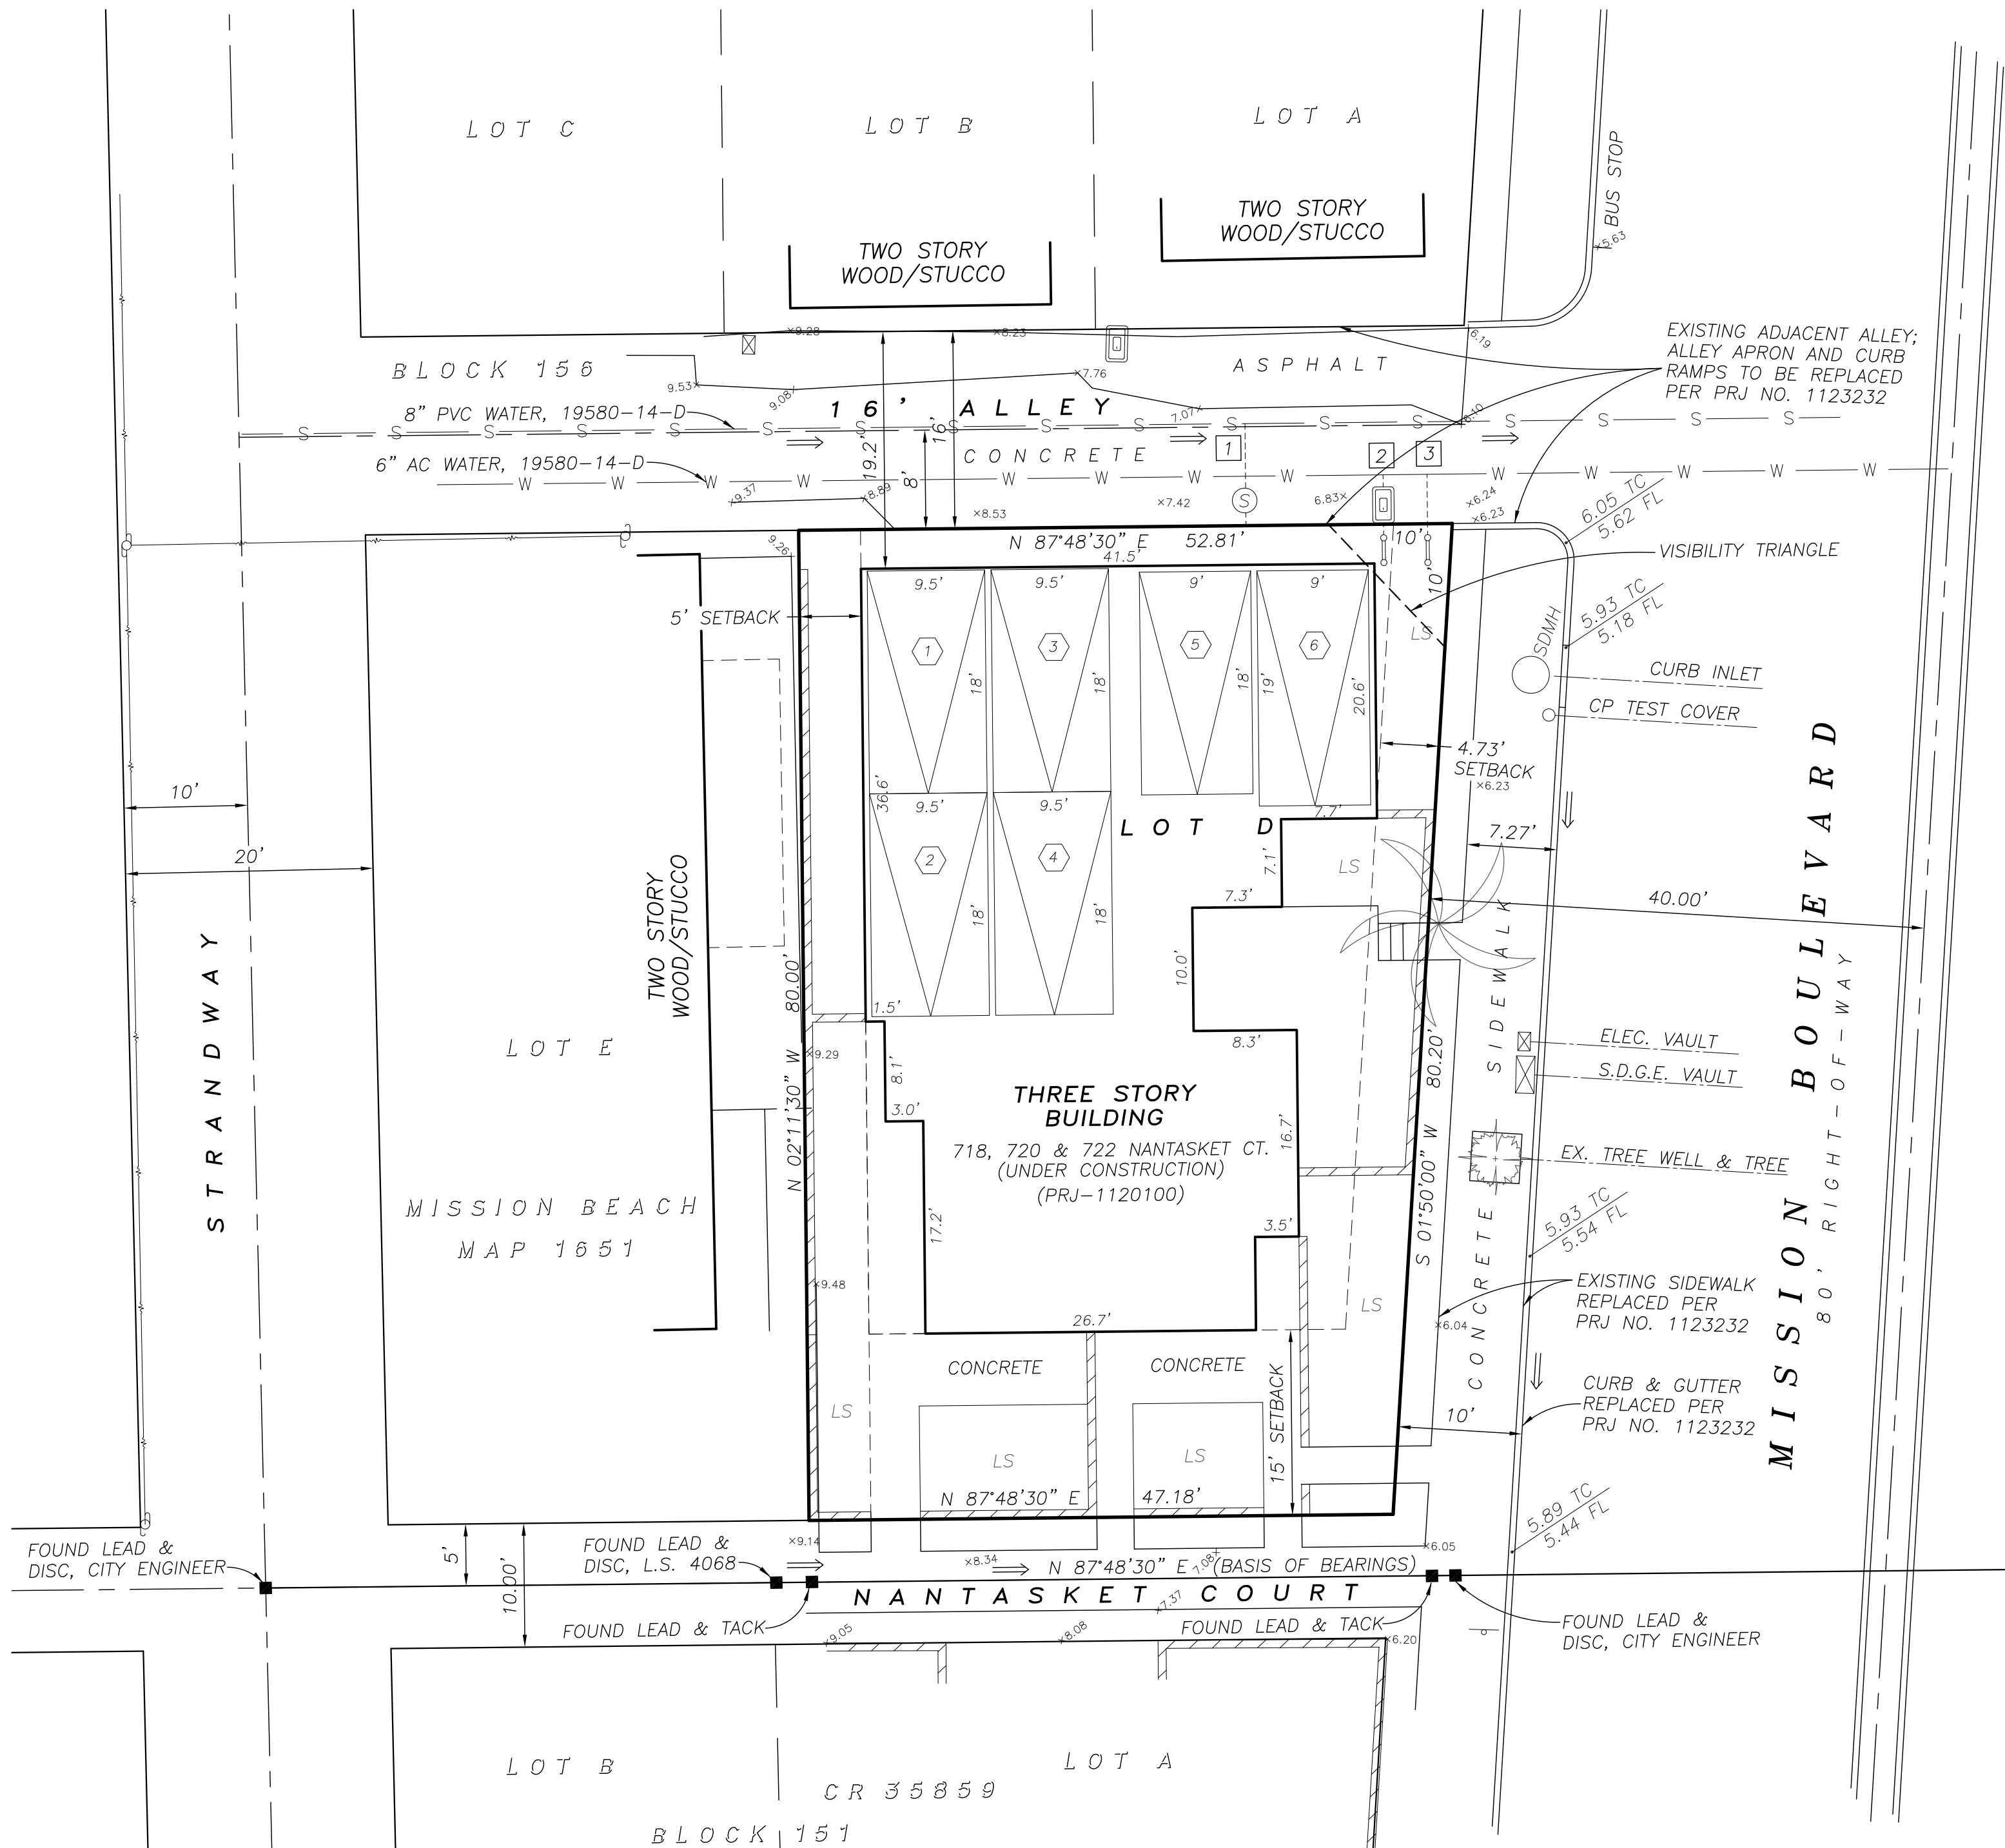 LOT C
LOT B
LOT A
BUS STOP
TWO STORY
WOOD/STUCCO
TWO STORY
WOOD/STUCCO
×5.63
×9.28
×8.23
6.19
EXISTING ADJACENT ALLEY;
ALLEY APRON AND CURB
RAMPS TO BE REPLACED
PER PRJ NO. 1123232
BLOCK 156
ASPHALT
9.53×
9.08×
×7.76
16' ALLEY
7.07×
×6.10
8" PVC WATER, 19580-14-D
S S S S S S S S S S S S S S S S S
19.2'
16'
8'
CONCRETE
1
2
3
6" AC WATER, 19580-14-D
W W W W W W W W W W W W W W W
×9.37
×8.89
×8.53
×7.42
S
6.83×
×6.24
×6.23
6.05 TC
5.62 FL
9.26×
N 87°48'30" E 52.81'
10'
10'
VISIBILITY TRIANGLE
41.5'
9.5'
9.5'
9'
9'
5' SETBACK
1
3
5
6
LS
SDMH
5.93 TC
5.18 FL
18'
18'
18'
19'
20.6'
CURB INLET
CP TEST COVER
4.73'
SETBACK
×6.23
10'
36.6'
9.5'
9.5'
7.7'
LOT D
7.27'
20'
2
4
7.1'
LS
7.3'
40.00'
TWO STORY
WOOD/STUCCO
18'
18'
10.0'
STRANDWAY
80.00'
1.5'
8.3'
N 02°11'30" W
×9.29
8.1'
3.0'
80.20'
S 01°50'00" W
CONCRETE SIDEWALK
ELEC. VAULT
S.D.G.E. VAULT
MISSION BOULEVARD
80' RIGHT-OF-WAY
LOT E
THREE STORY
BUILDING
718, 720 & 722 NANTASKET CT.
(UNDER CONSTRUCTION)
(PRJ-1120100)
16.7'
EX. TREE WELL & TREE
MISSION BEACH
MAP 1651
17.2'
3.5'
5.93 TC
5.54 FL
×9.48
LS
EXISTING SIDEWALK
REPLACED PER
PRJ NO. 1123232
26.7'
×6.04
CONCRETE
CONCRETE
15' SETBACK
LS
LS
LS
10'
CURB & GUTTER
REPLACED PER
PRJ NO. 1123232
N 87°48'30" E 47.18'
5.89 TC
5.44 FL
5'
10.00'
FOUND LEAD &
DISC, CITY ENGINEER
FOUND LEAD &
DISC, L.S. 4068
×9.14
×8.34
N 87°48'30" E (BASIS OF BEARINGS)
7.08×
×6.05
NANTASKET COURT
×7.37
FOUND LEAD & TACK
×9.05
×8.08
FOUND LEAD & TACK
×6.20
FOUND LEAD &
DISC, CITY ENGINEER
LOT B
LOT A
CR 35859
BLOCK 151